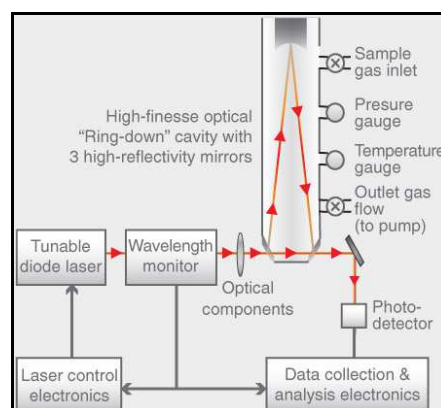 Sample
gas inlet
High-finesse optical
"Ring-down" cavity with
3 high-reflectivity mirrors
Presure
gauge
Temperature
gauge
Outlet gas
flow
(to pump)
Tunable
diode laser
Wavelength
monitor
Optical
components
Photo-
detector
Laser control
electronics
Data collection &
analysis electronics